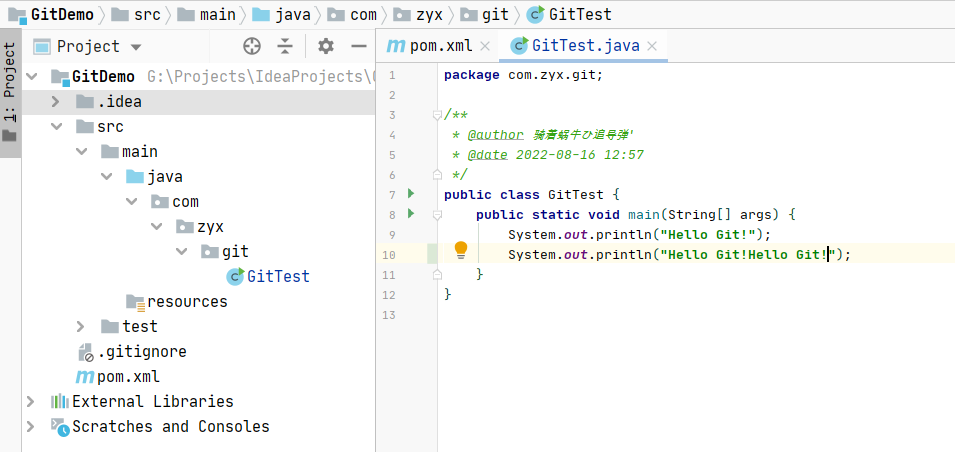 GitDemo src main java com zyx git GitTest
1: Project
Project
GitDemo G:\Projects\IdeaProjects\
.idea
src
main
java
com
zyx
git
GitTest
resources
test
.gitignore
pom.xml
External Libraries
Scratches and Consoles
pom.xml GitTest.java
1 package com.zyx.git;
2
3 /**
4 * @author 骑着蜗牛ひ追导弹'
5 * @date 2022-08-16 12:57
6 */
7 public class GitTest {
8 public static void main(String[] args) {
9 System.out.println("Hello Git!");
10 System.out.println("Hello Git!Hello Git!");
11 }
12 }
13